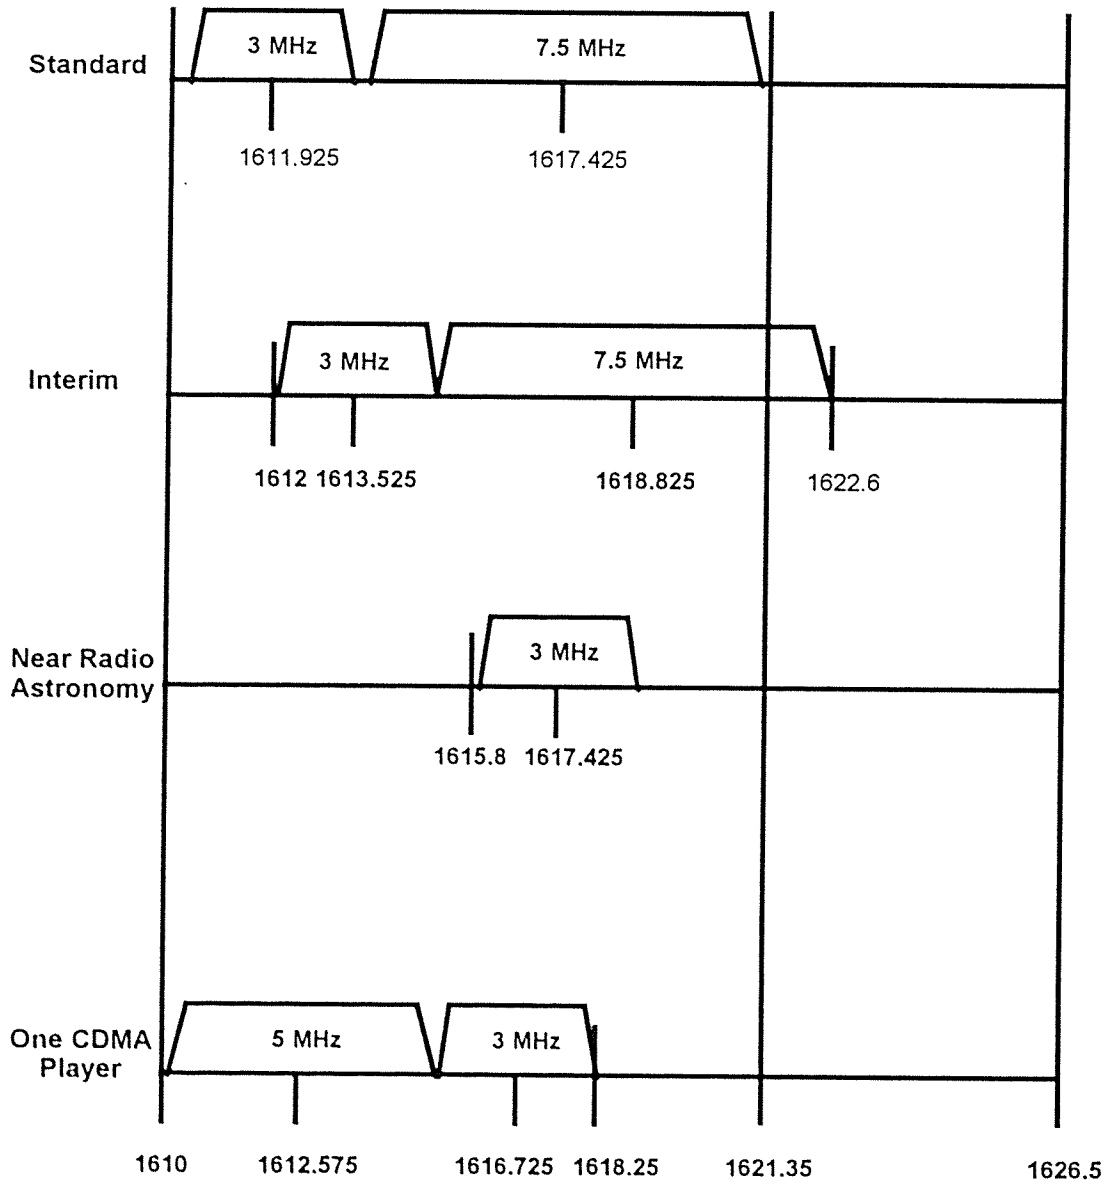 3 MHz
7.5 MHz
Standard
1611.925
1617.425
3 MHz
7.5 MHz
Interim
1612 1613.525
1618.825
1622.6
Near Radio
Astronomy
3 MHz
1615.8 1617.425
One CDMA
Player
5 MHz
3 MHz
1610
1612.575
1616.725
1618.25
1621.35
1626.5